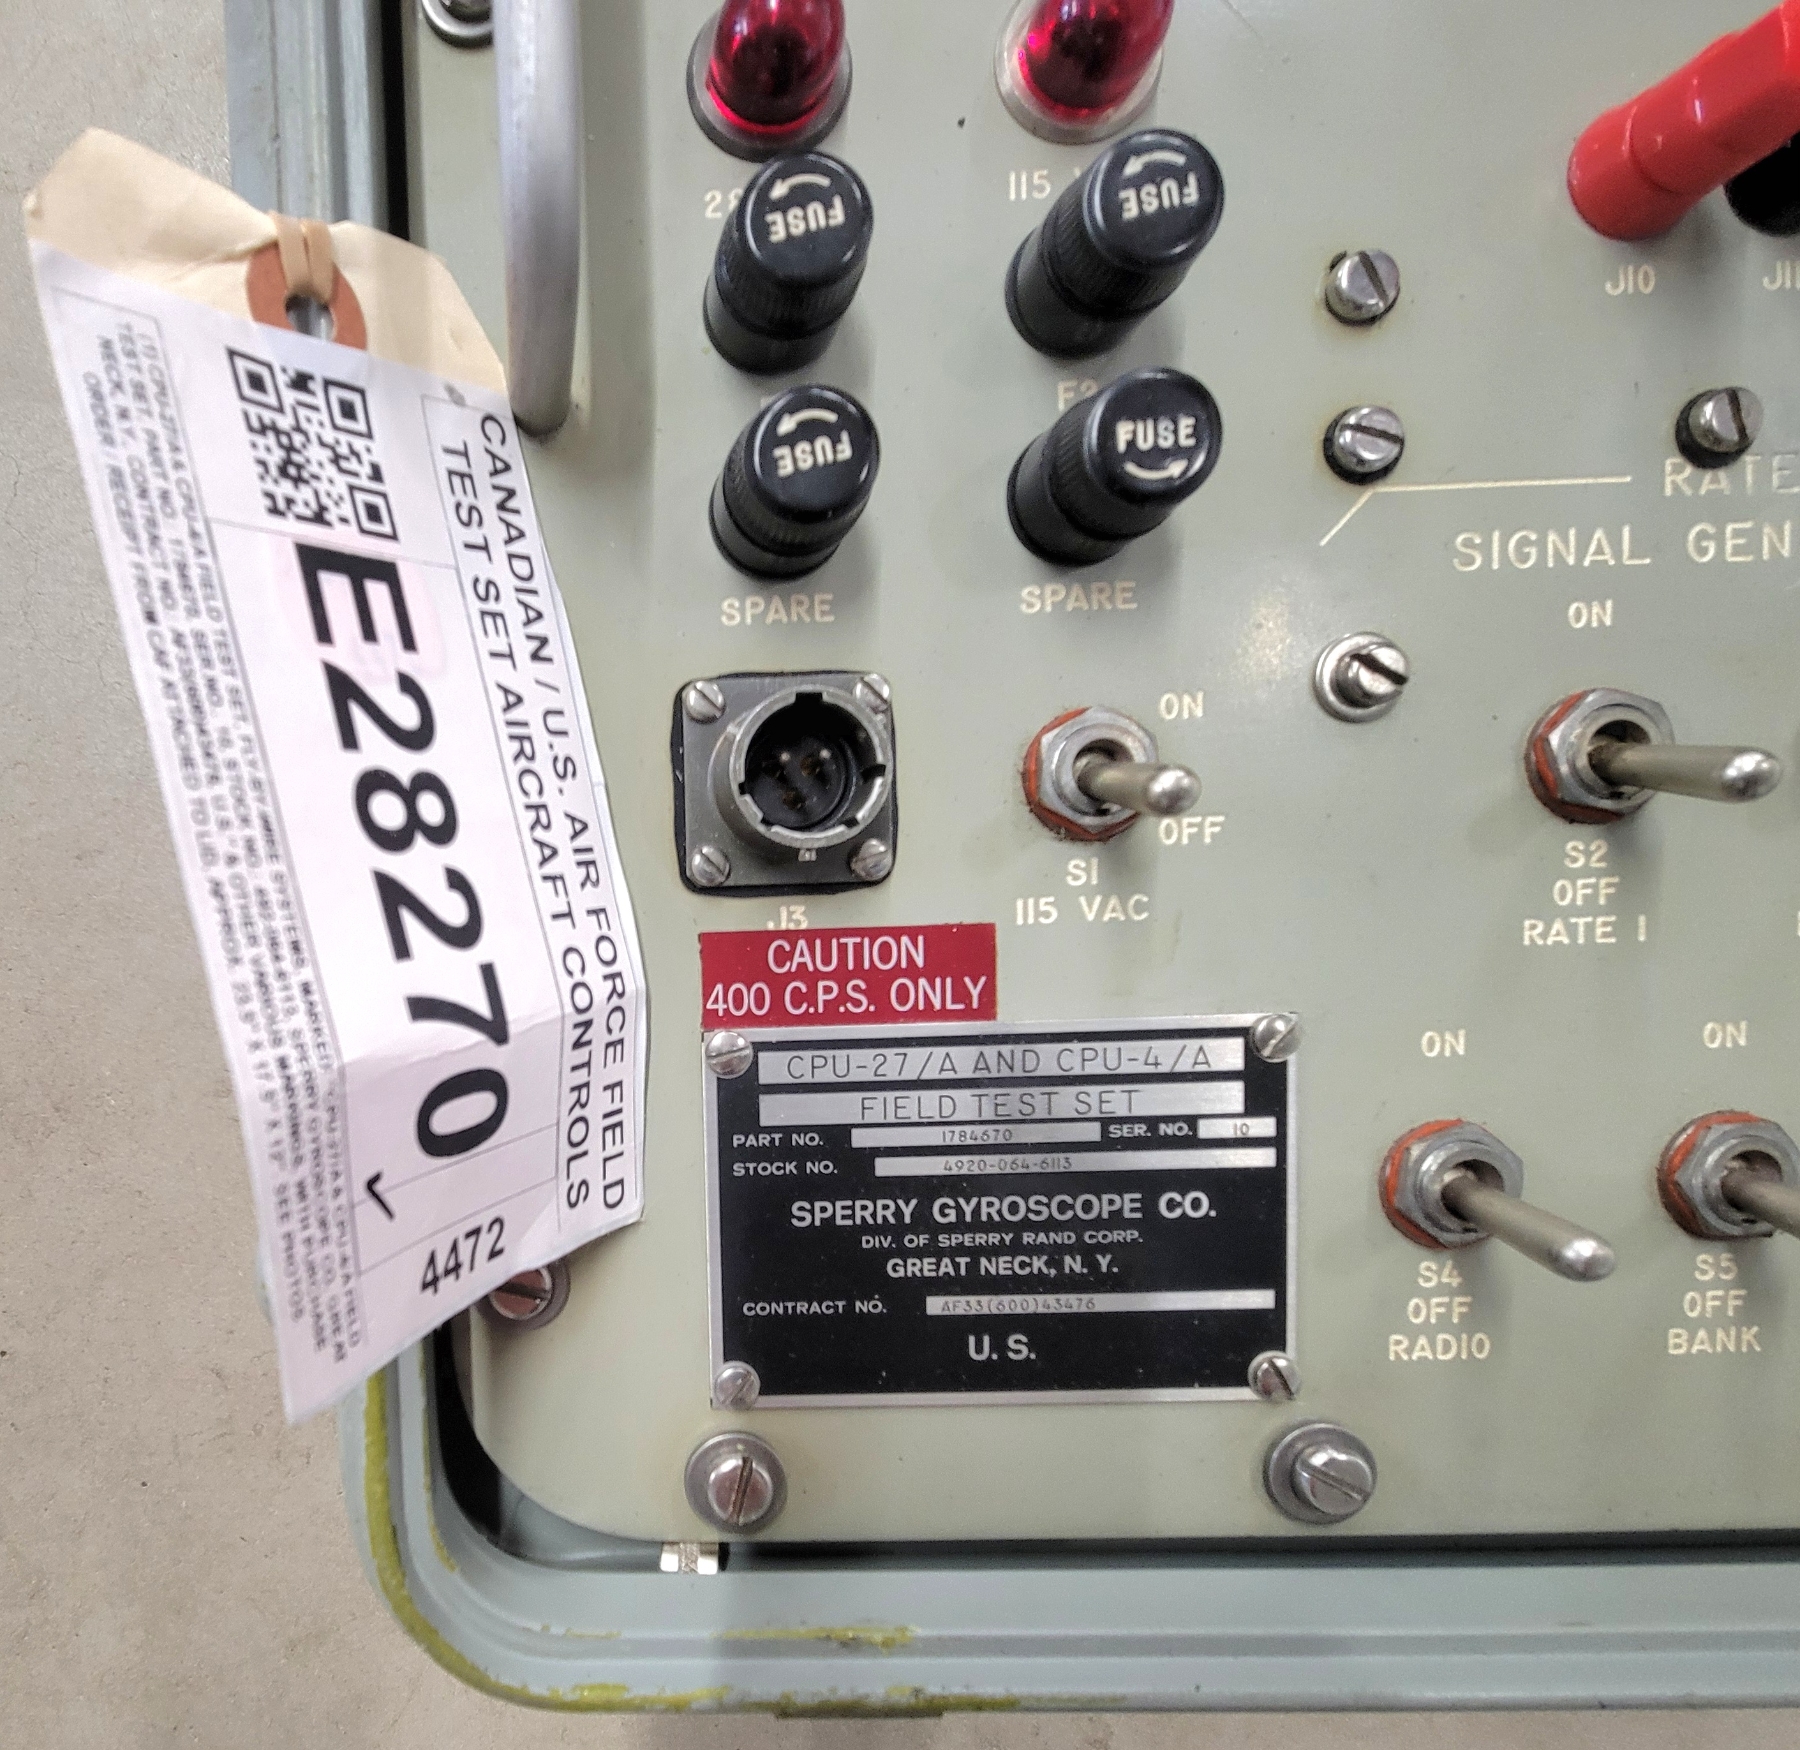 28
115
FUSE
FUSE
J10
F2
FUSE
FUSE
SPARE
SPARE
RATE
SIGNAL GEN
ON
ON
OFF
S1
115 VAC
S2
OFF
RATE 1
J3
CAUTION
400 C.P.S. ONLY
CPU-27/A AND CPU-4/A
FIELD TEST SET
PART NO. 1784670 SER. NO. 10
STOCK NO. 4920-064-6113
SPERRY GYROSCOPE CO.
DIV. OF SPERRY RAND CORP.
GREAT NECK, N. Y.
CONTRACT NO. AF33(600)43476
U. S.
ON
S4
OFF
RADIO
ON
S5
OFF
BANK
CANADIAN / U.S. AIR FORCE FIELD
TEST SET AIRCRAFT CONTROLS
E28270
4472